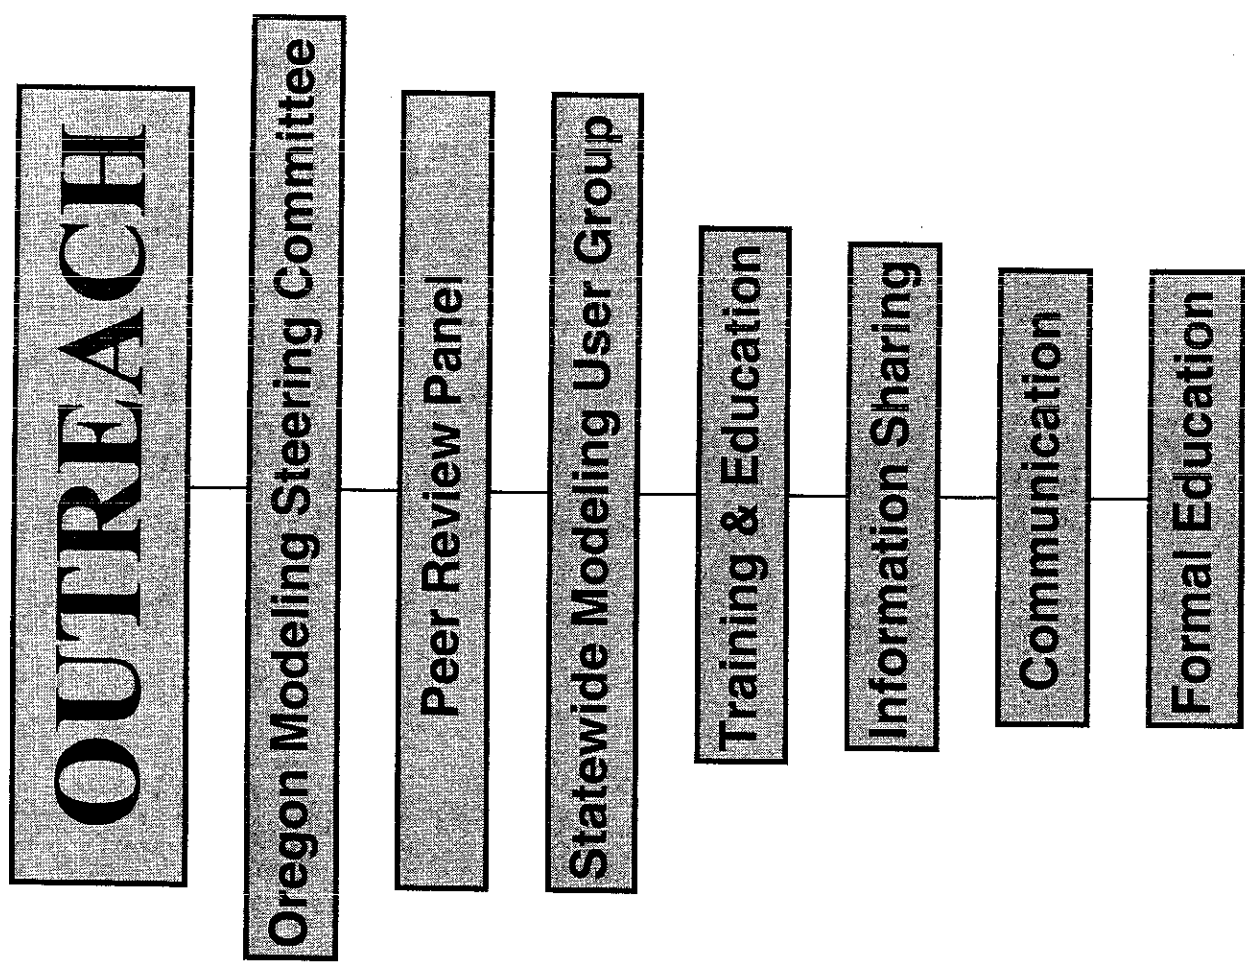 OUTREACH
Oregon Modeling Steering Committee
Peer Review Panel
Statewide Modeling User Group
Training & Education
Information Sharing
Communication
Formal Education